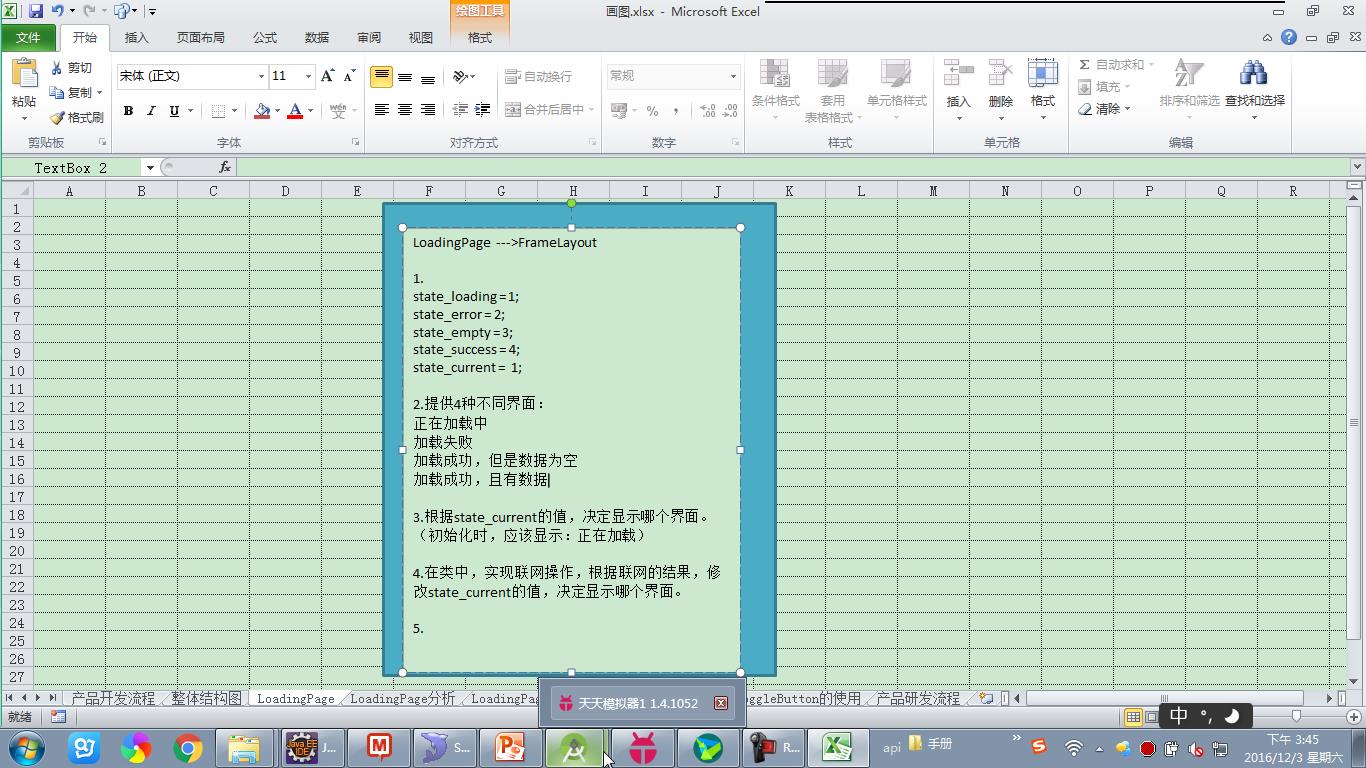 绘图工具
画图.xlsx - Microsoft Excel
文件 开始 插入 页面布局 公式 数据 审阅 视图 格式
粘贴
剪切
复制
格式刷
剪贴板
宋体 (正文) 11
B I U
字体
自动换行
合并后居中
对齐方式
常规
数字
条件格式
套用
表格格式
单元格样式
样式
插入 删除 格式
单元格
Σ 自动求和
填充
清除
排序和筛选 查找和选择
编辑
TextBox 2 fx
A B C D E F G H I J K L M N O P Q R
1
2
3
4
5
6
7
8
9
10
11
12
13
14
15
16
17
18
19
20
21
22
23
24
25
26
27
LoadingPage --->FrameLayout
1.
state_loading =1;
state_error = 2;
state_empty =3;
state_success = 4;
state_current = 1;
2.提供4种不同界面：
正在加载中
加载失败
加载成功，但是数据为空
加载成功，且有数据
3.根据state_current的值，决定显示哪个界面。
（初始化时，应该显示：正在加载）
4.在类中，实现联网操作，根据联网的结果，修
改state_current的值，决定显示哪个界面。
5.
产品开发流程 整体结构图 LoadingPage LoadingPage分析 LoadingPa oggleButton的使用 产品研发流程
天天模拟器1 1.4.1052
就绪
中 °,
Java EE
IDE
J...
S...
R...
api
手册
»
下午 3:45
2016/12/3 星期六